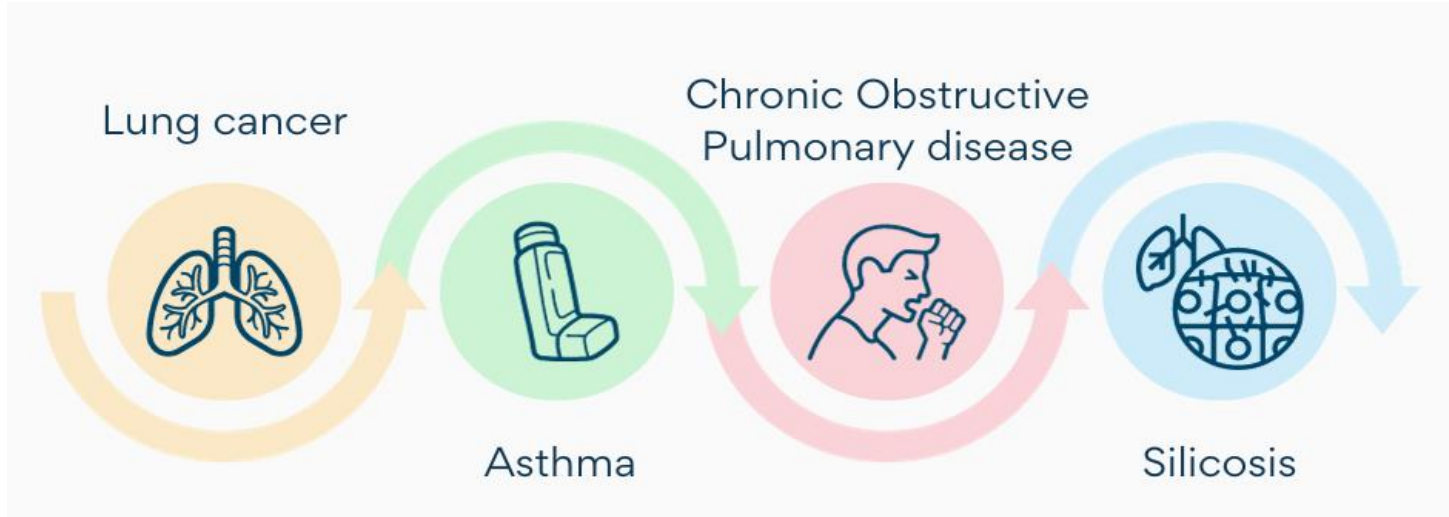 Lung cancer
Asthma
Chronic Obstructive
Pulmonary disease
Silicosis